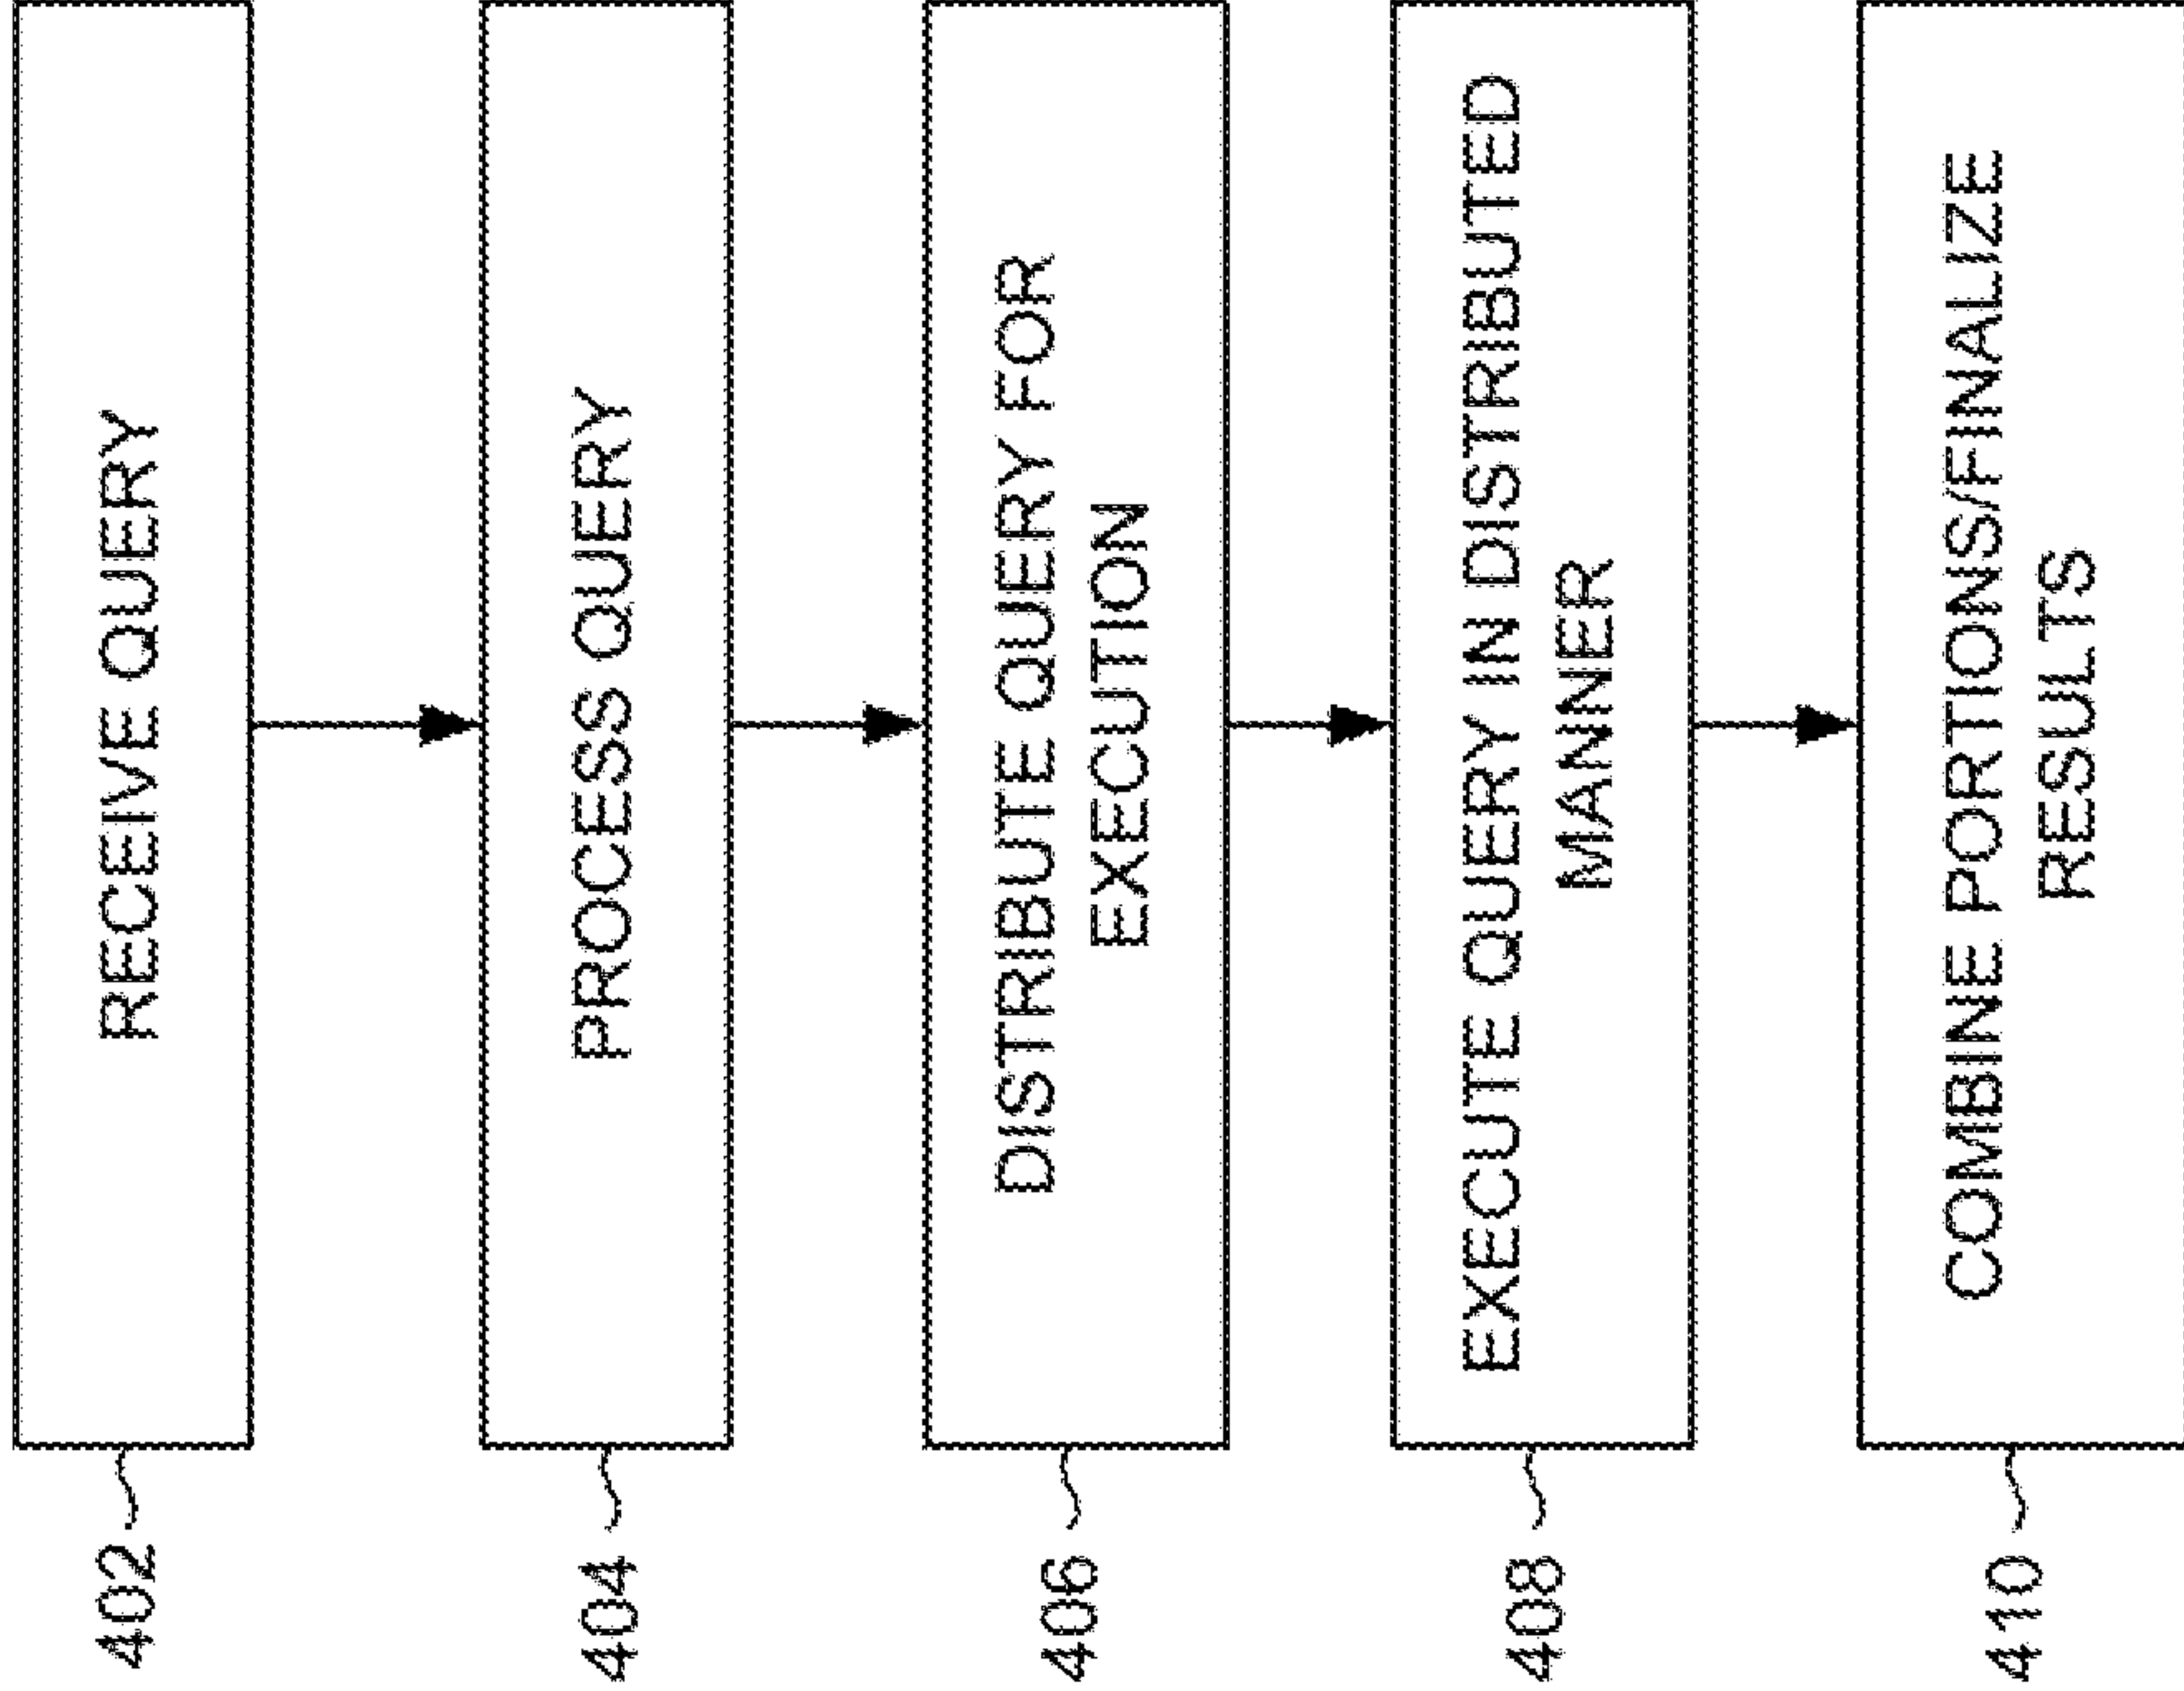 402
RECEIVE QUERY
404
PROCESS QUERY
406
DISTRIBUTE QUERY FOR
EXECUTION
408
EXECUTE QUERY IN DISTRIBUTED
MANNER
410
COMBINE PORTIONS/FINALIZE
RESULTS